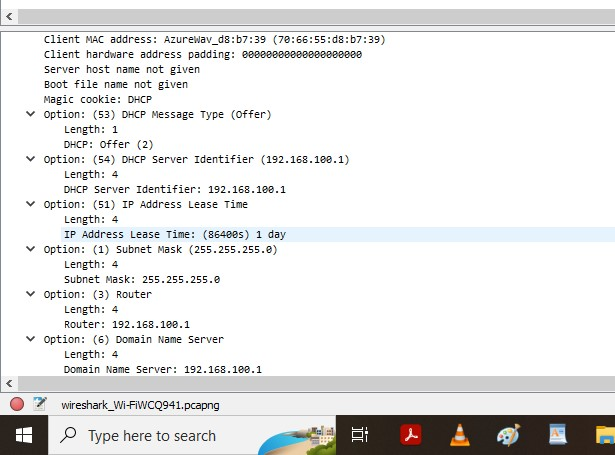 Client MAC address: AzureWav_d8:b7:39 (70:66:55:d8:b7:39)
Client hardware address padding: 00000000000000000000
Server host name not given
Boot file name not given
Magic cookie: DHCP
Option: (53) DHCP Message Type (Offer)
Length: 1
DHCP: Offer (2)
Option: (54) DHCP Server Identifier (192.168.100.1)
Length: 4
DHCP Server Identifier: 192.168.100.1
Option: (51) IP Address Lease Time
Length: 4
IP Address Lease Time: (86400s) 1 day
Option: (1) Subnet Mask (255.255.255.0)
Length: 4
Subnet Mask: 255.255.255.0
Option: (3) Router
Length: 4
Router: 192.168.100.1
Option: (6) Domain Name Server
Length: 4
Domain Name Server: 192.168.100.1
wireshark_Wi-FiWCQ941.pcapng
Type here to search